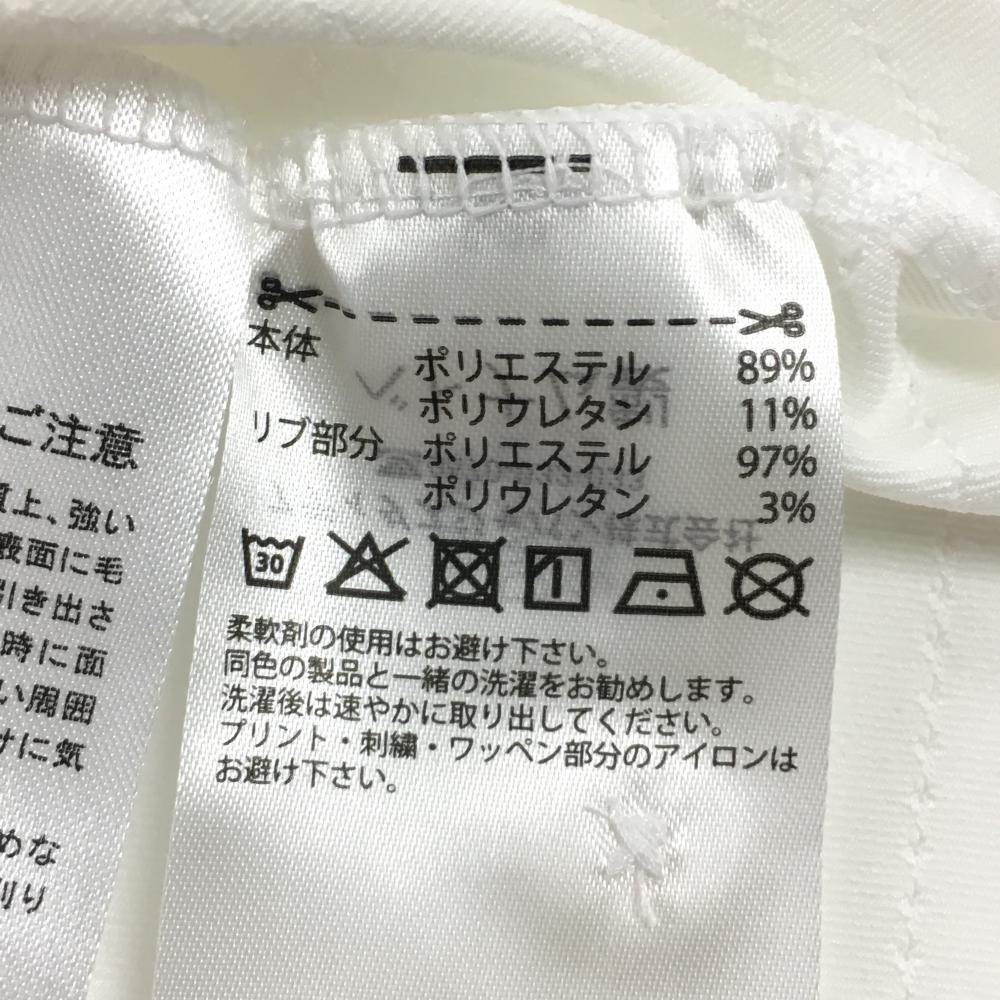 本体
ポリエステル 89%
ポリウレタン 11%
リブ部分
ポリエステル 97%
ポリウレタン 3%
30
柔軟剤の使用はお避け下さい。
同色の製品と一緒の洗濯をお勧めします。
洗濯後は速やかに取り出してください。
プリント・刺繍・ワッペン部分のアイロンは
お避け下さい。
ご注意
上、強い
裏面に毛
引き出さ
時に面
い周囲
けに気
めな